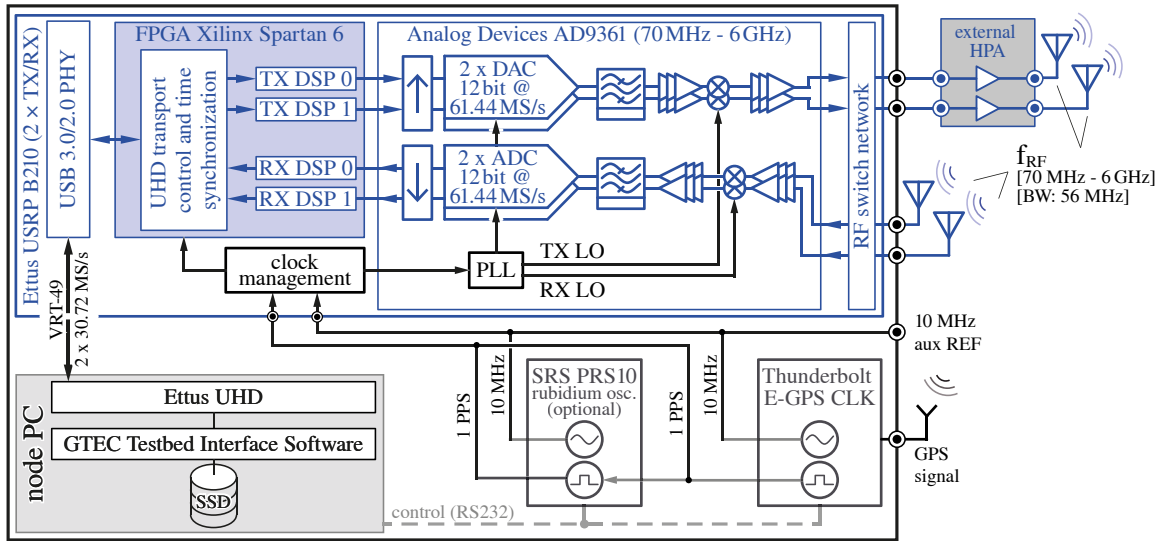 Ettus USRP B210 (2 × TX/RX)
USB 3.0/2.0 PHY
FPGA Xilinx Spartan 6
UHD transport
control and time
synchronization
TX DSP 0
TX DSP 1
RX DSP 0
RX DSP 1
Analog Devices AD9361 (70 MHz - 6 GHz)
2 x DAC
12 bit @
61.44 MS/s
2 x ADC
12 bit @
61.44 MS/s
RF switch network
external
HPA
fRF
[70 MHz - 6 GHz]
[BW: 56 MHz]
clock
management
PLL
TX LO
RX LO
VRT-49
2 x 30.72 MS/s
10 MHz
aux REF
node PC
Ettus UHD
GTEC Testbed Interface Software
SSD
1 PPS
10 MHz
SRS PRS10
rubidium osc.
(optional)
1 PPS
10 MHz
Thunderbolt
E-GPS CLK
GPS
signal
control (RS232)